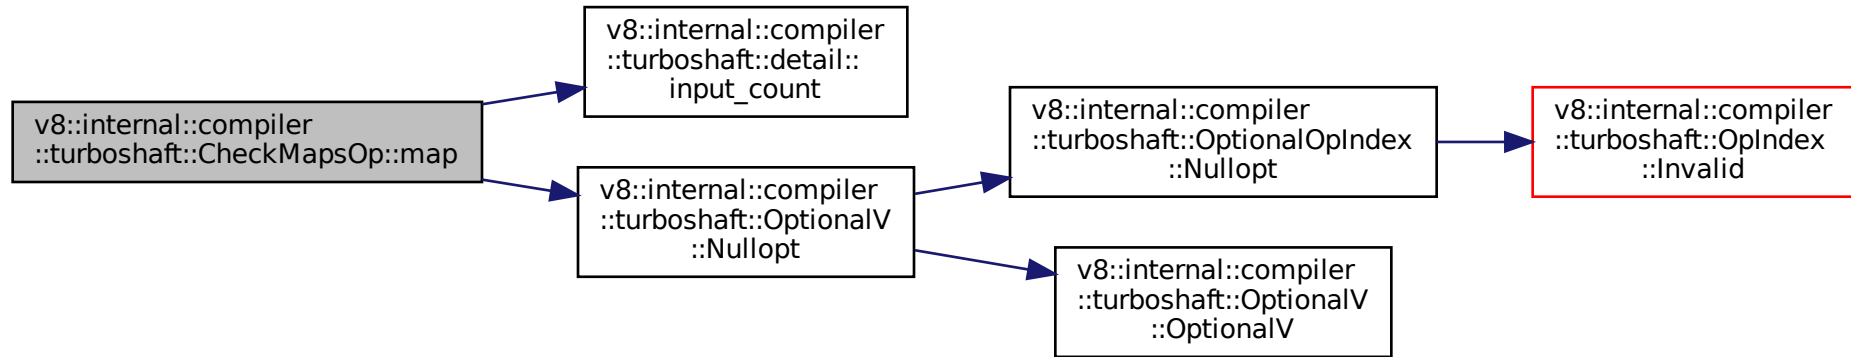 v8::internal::compiler
::turboshaft::CheckMapsOp::map
v8::internal::compiler
::turboshaft::detail::
input_count
v8::internal::compiler
::turboshaft::OptionalV
::Nullopt
v8::internal::compiler
::turboshaft::OptionalOpIndex
::Nullopt
v8::internal::compiler
::turboshaft::OpIndex
::Invalid
v8::internal::compiler
::turboshaft::OptionalV
::OptionalV